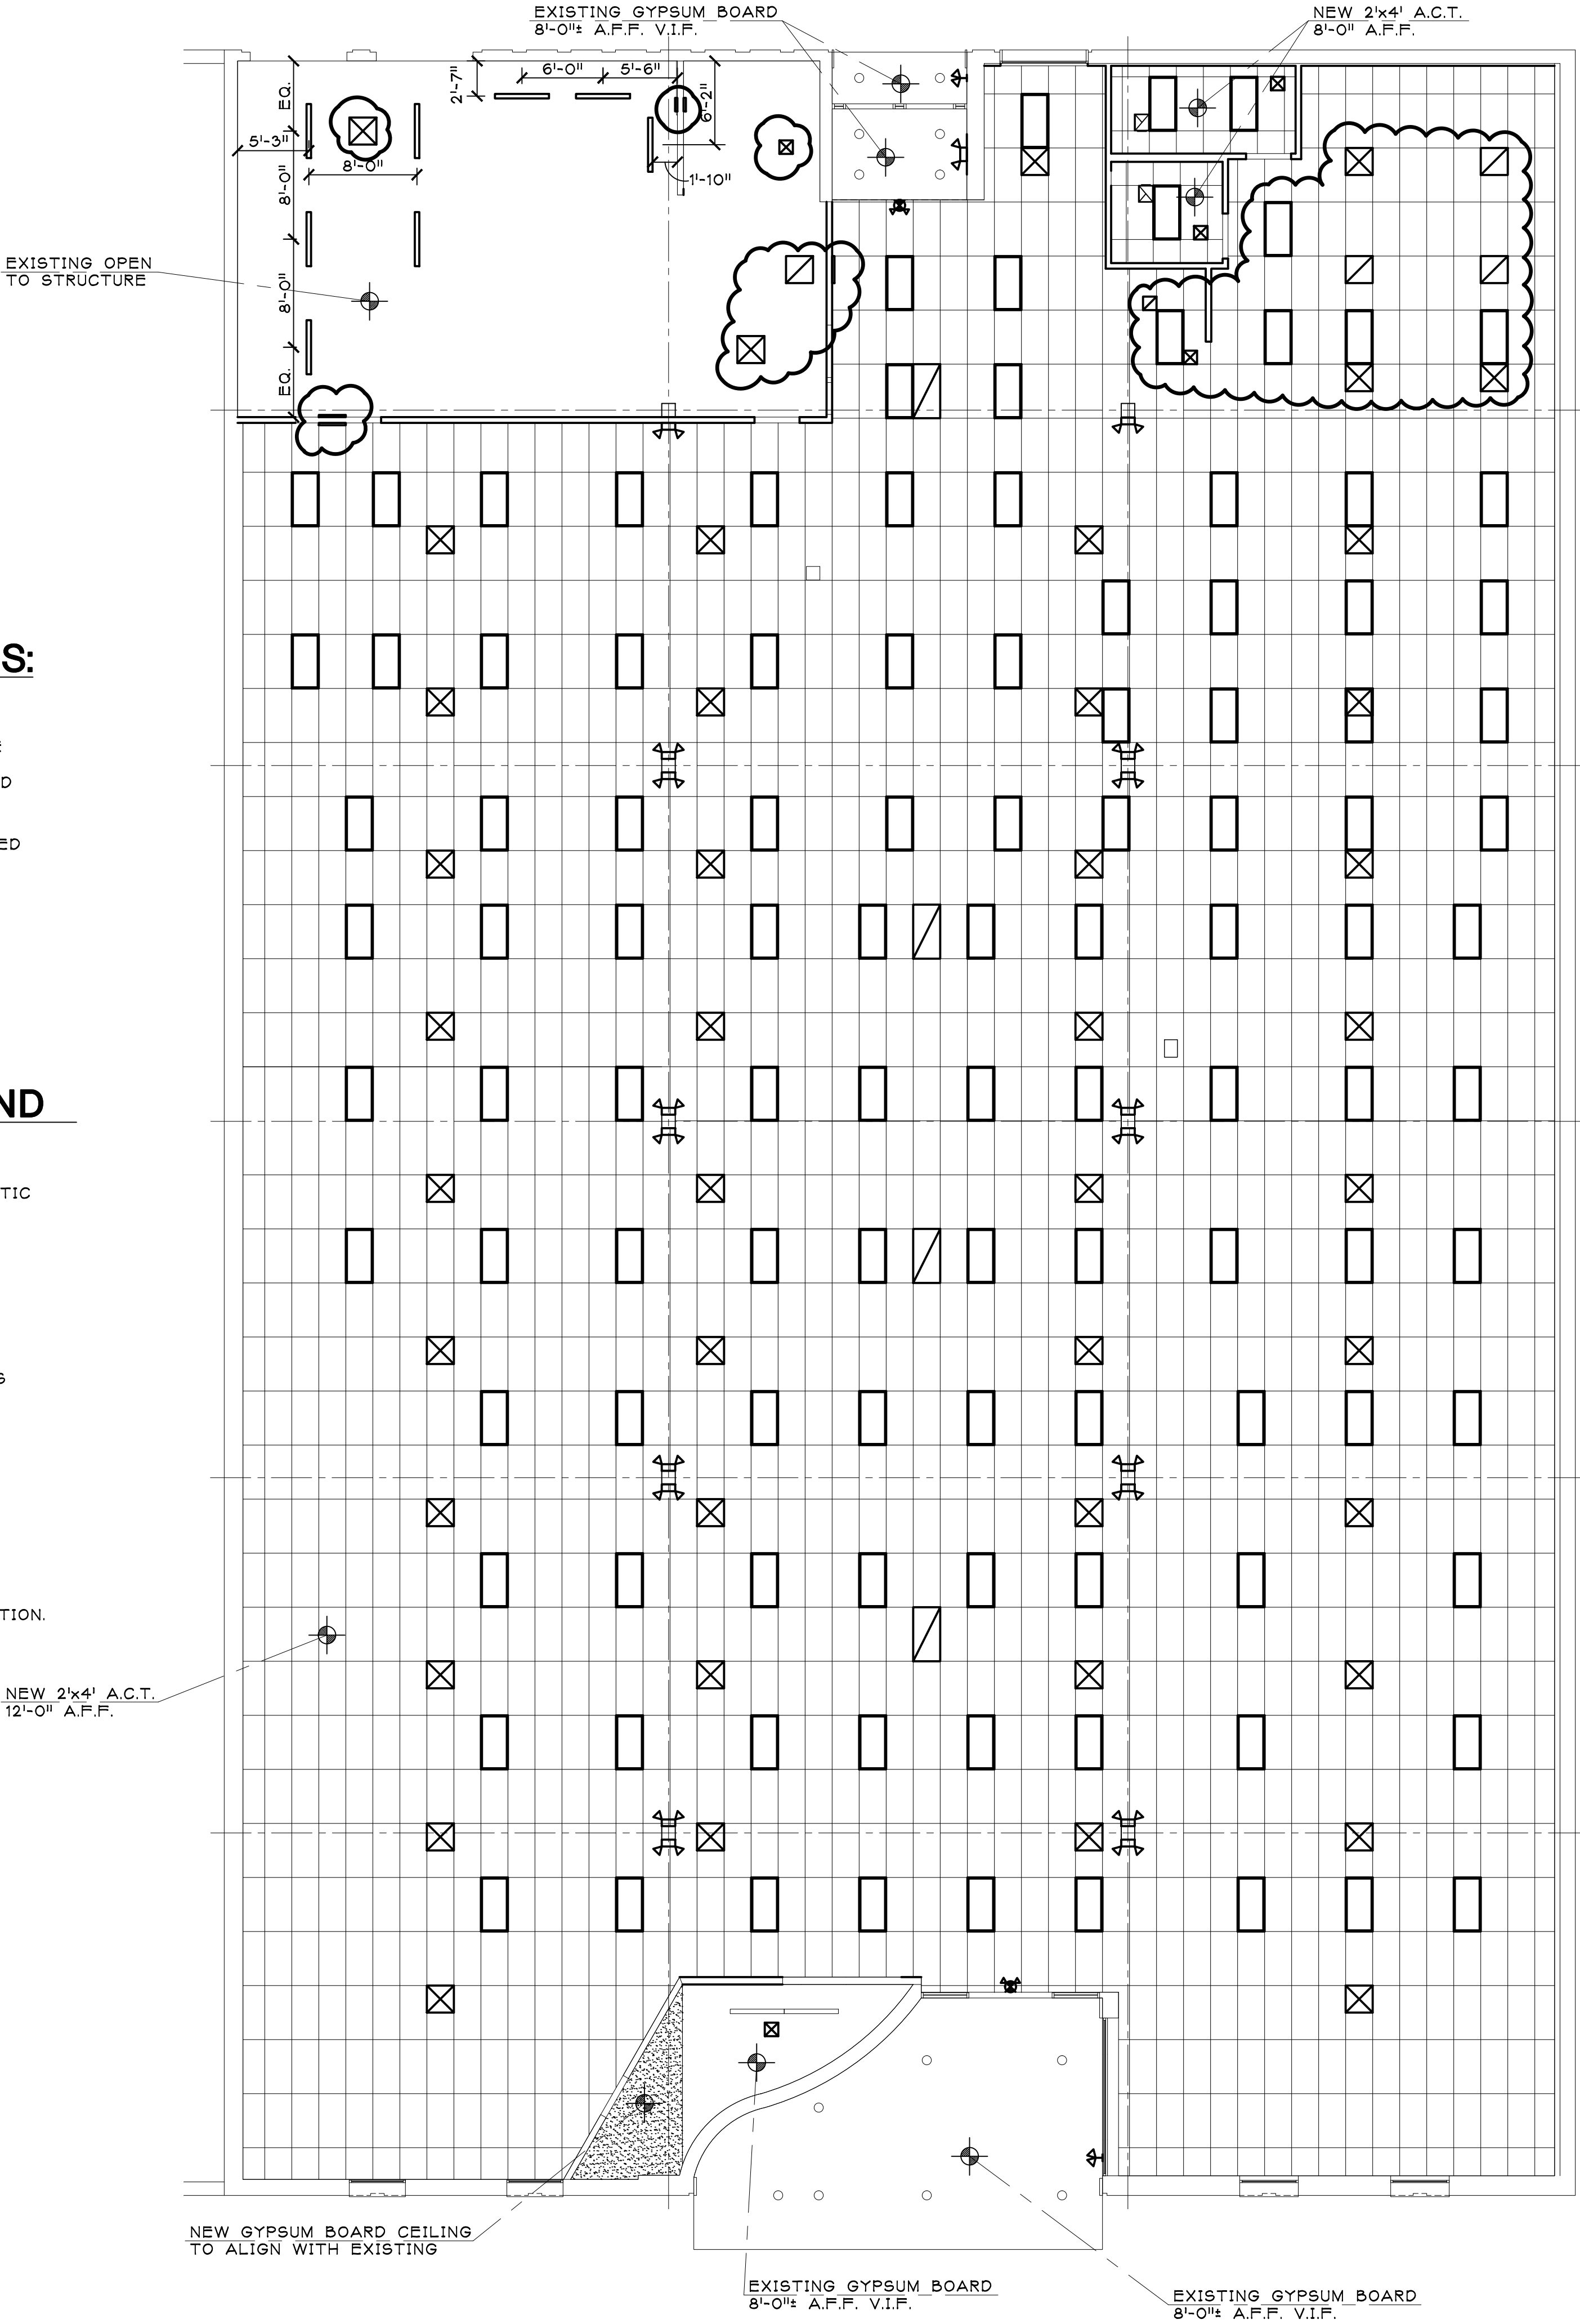 EXISTING GYPSUM BOARD
8'-0"± A.F.F. V.I.F.
NEW 2'x4' A.C.T.
8'-0" A.F.F.
6'-0"
5'-6"
2'-7"
6'-2"
EQ.
5'-3"
8'-0"
8'-0"
1'-10"
8'-0"
EQ.
EXISTING OPEN
TO STRUCTURE
S:
D
ED
ND
TIC
S
TION.
NEW 2'x4' A.C.T.
12'-0" A.F.F.
NEW GYPSUM BOARD CEILING
TO ALIGN WITH EXISTING
EXISTING GYPSUM BOARD
8'-0"± A.F.F. V.I.F.
EXISTING GYPSUM BOARD
8'-0"± A.F.F. V.I.F.